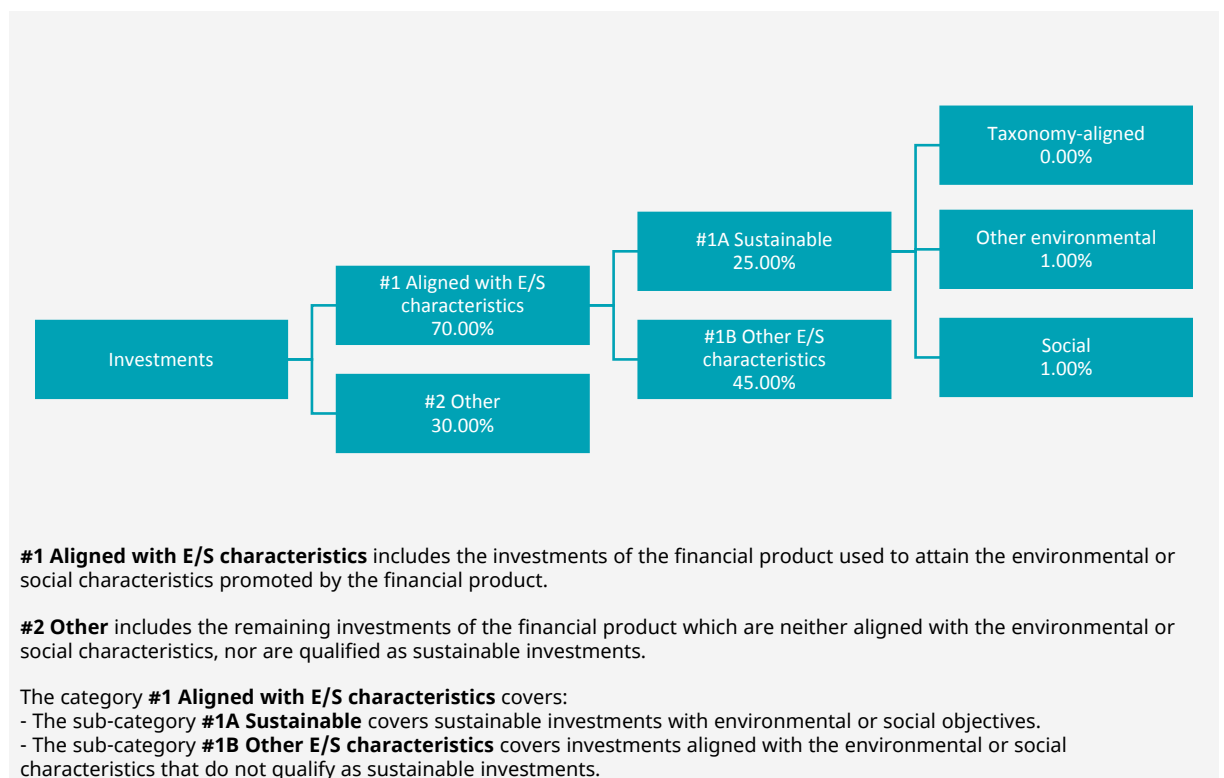 Investments
#1 Aligned with E/S
characteristics
70.00%
#2 Other
30.00%
#1A Sustainable
25.00%
#1B Other E/S
characteristics
45.00%
Taxonomy-aligned
0.00%
Other environmental
1.00%
Social
1.00%
#1 Aligned with E/S characteristics includes the investments of the financial product used to attain the environmental or
social characteristics promoted by the financial product.
#2 Other includes the remaining investments of the financial product which are neither aligned with the environmental or
social characteristics, nor are qualified as sustainable investments.
The category #1 Aligned with E/S characteristics covers:
- The sub-category #1A Sustainable covers sustainable investments with environmental or social objectives.
- The sub-category #1B Other E/S characteristics covers investments aligned with the environmental or social
characteristics that do not qualify as sustainable investments.